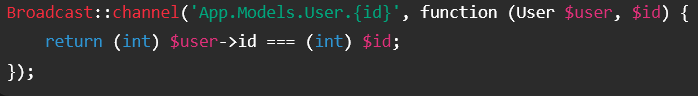 Broadcast::channel('App.Models.User.{id}', function (User $user, $id) {
    return (int) $user->id === (int) $id;
});